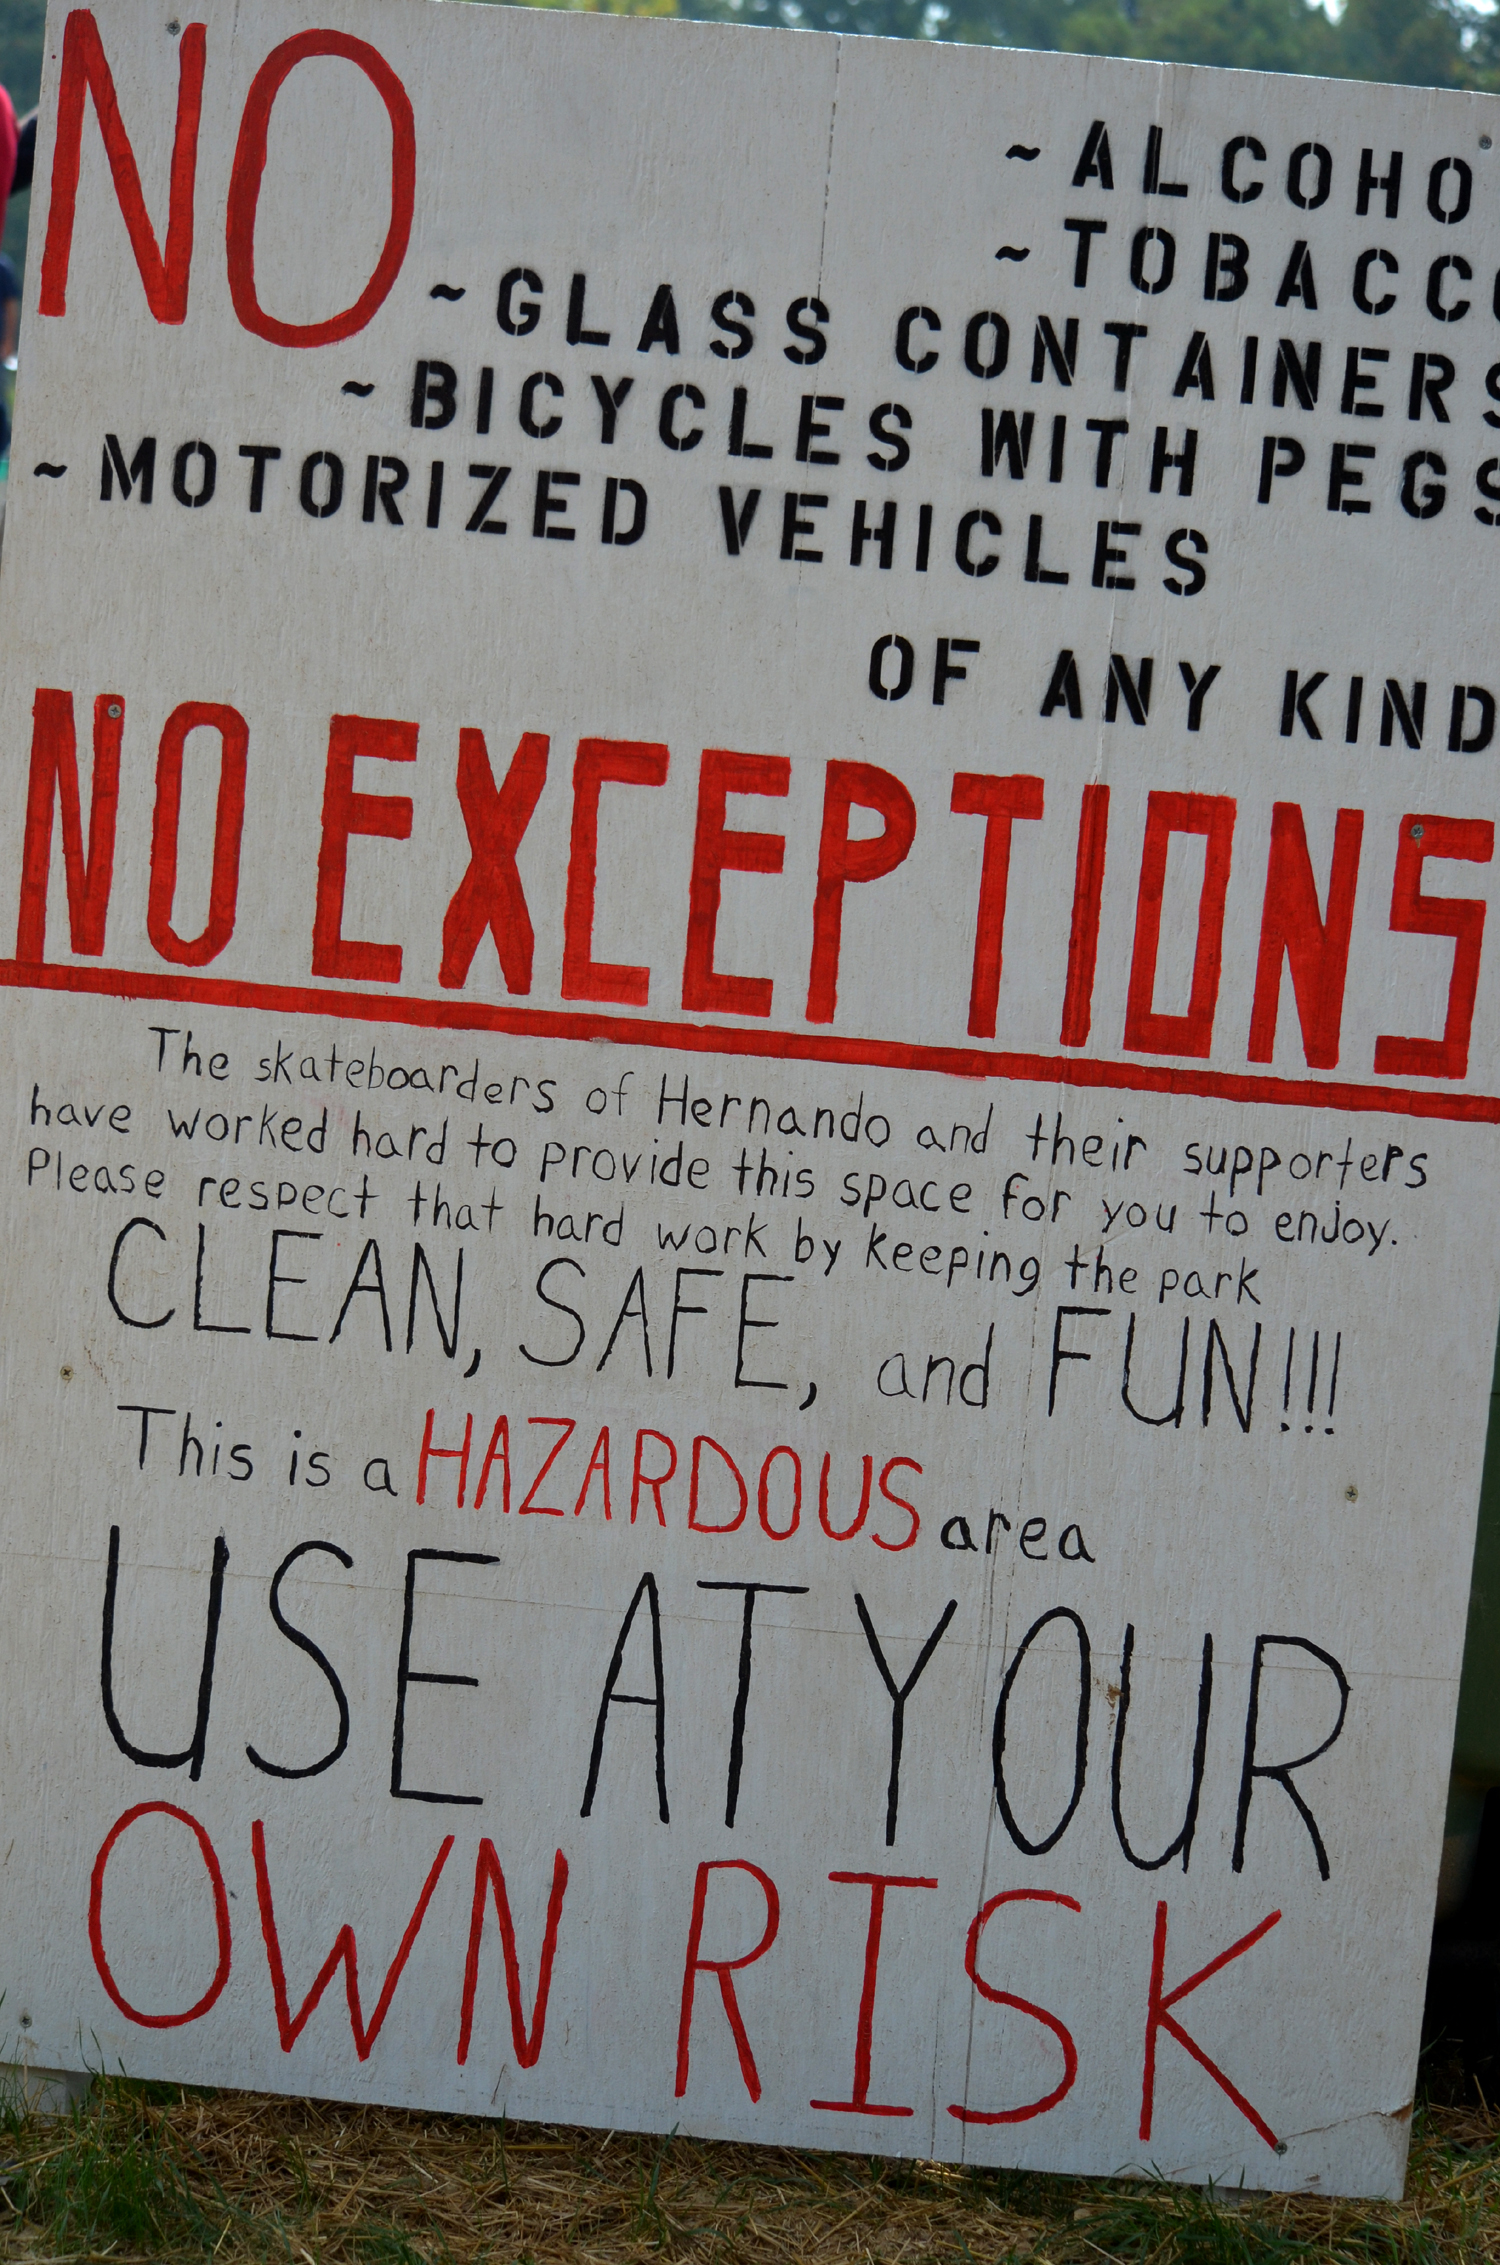 NO
~ALCOHO
~TOBACCO
~GLASS CONTAINERS
~BICYCLES WITH PEGS
~MOTORIZED VEHICLES
OF ANY KIND
NO EXCEPTIONS
The skateboarders of Hernando and their supporters
have worked hard to provide this space for you to enjoy.
Please respect that hard work by keeping the park
CLEAN, SAFE, and FUN!!!
This is a HAZARDOUS area
USE AT YOUR
OWN RISK